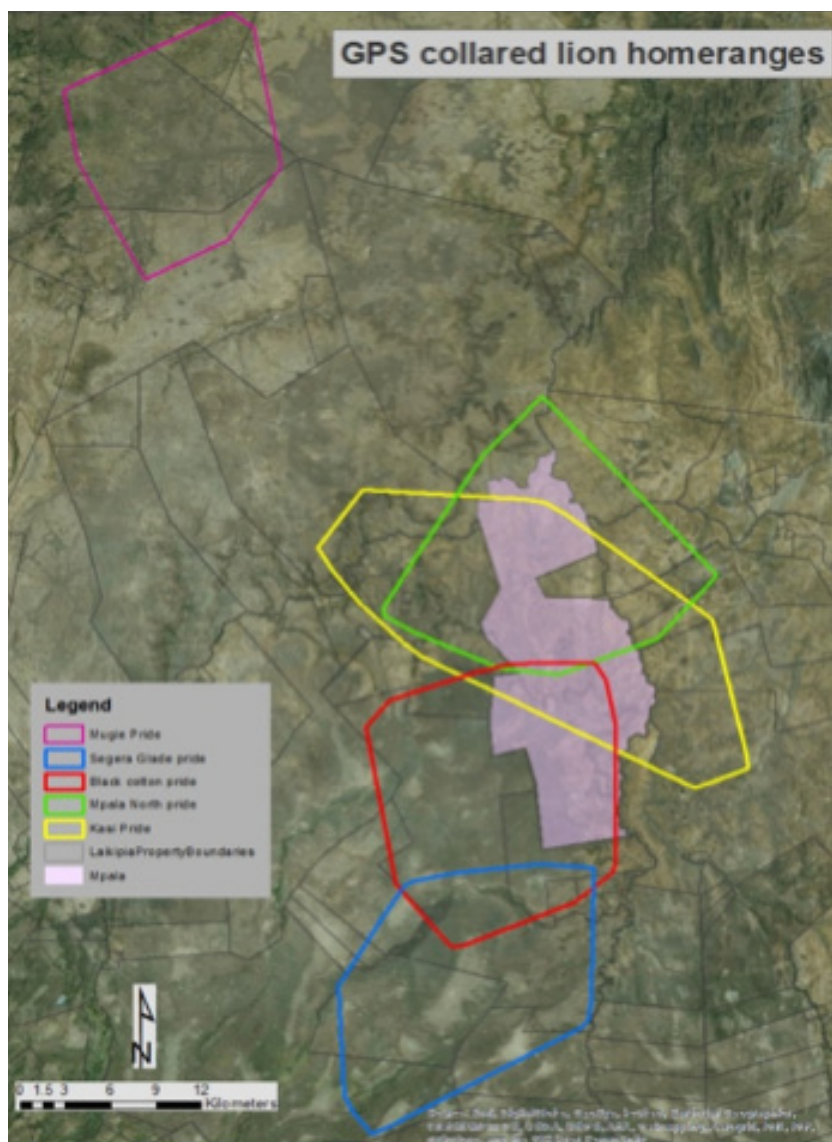 GPS collared lion homeranges
Legend
Mugie Pride
Segera Glade pride
Black cotton pride
Mpala North pride
Kasi Pride
LaikipiaPropertyBoundaries
Mpala
N
0 1.5 3 6 9 12
Kilometers